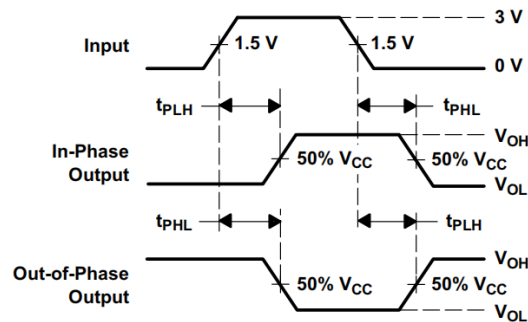 3 V
Input
1.5 V
1.5 V
0 V
tPLH
tPHL
In-Phase
Output
VOH
50% VCC
50% VCC
VOL
tPHL
tPLH
Out-of-Phase
Output
VOH
50% VCC
50% VCC
VOL